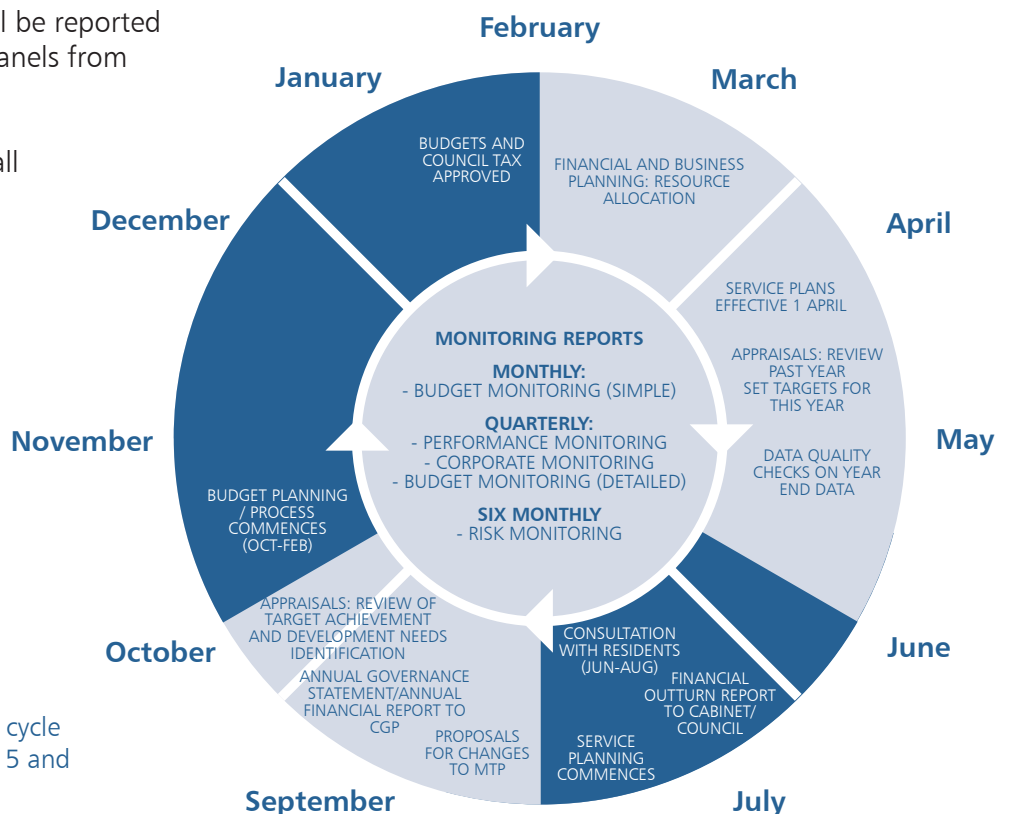 l be reported
anels from
all
cycle
5 and
February
March
April
May
June
July
September
October
November
December
January
BUDGETS AND
COUNCIL TAX
APPROVED
FINANCIAL AND BUSINESS
PLANNING: RESOURCE
ALLOCATION
SERVICE PLANS
EFFECTIVE 1 APRIL
APPRAISALS: REVIEW
PAST YEAR
SET TARGETS FOR
THIS YEAR
DATA QUALITY
CHECKS ON YEAR
END DATA
CONSULTATION
WITH RESIDENTS
(JUN-AUG)
FINANCIAL
OUTTURN REPORT
TO CABINET/
COUNCIL
SERVICE
PLANNING
COMMENCES
PROPOSALS
FOR CHANGES
TO MTP
ANNUAL GOVERNANCE
STATEMENT/ANNUAL
FINANCIAL REPORT TO
CGP
APPRAISALS: REVIEW OF
TARGET ACHIEVEMENT
AND DEVELOPMENT NEEDS
IDENTIFICATION
BUDGET PLANNING
/ PROCESS
COMMENCES
(OCT-FEB)
MONITORING REPORTS
MONTHLY:
- BUDGET MONITORING (SIMPLE)
QUARTERLY:
- PERFORMANCE MONITORING
- CORPORATE MONITORING
- BUDGET MONITORING (DETAILED)
SIX MONTHLY
- RISK MONITORING